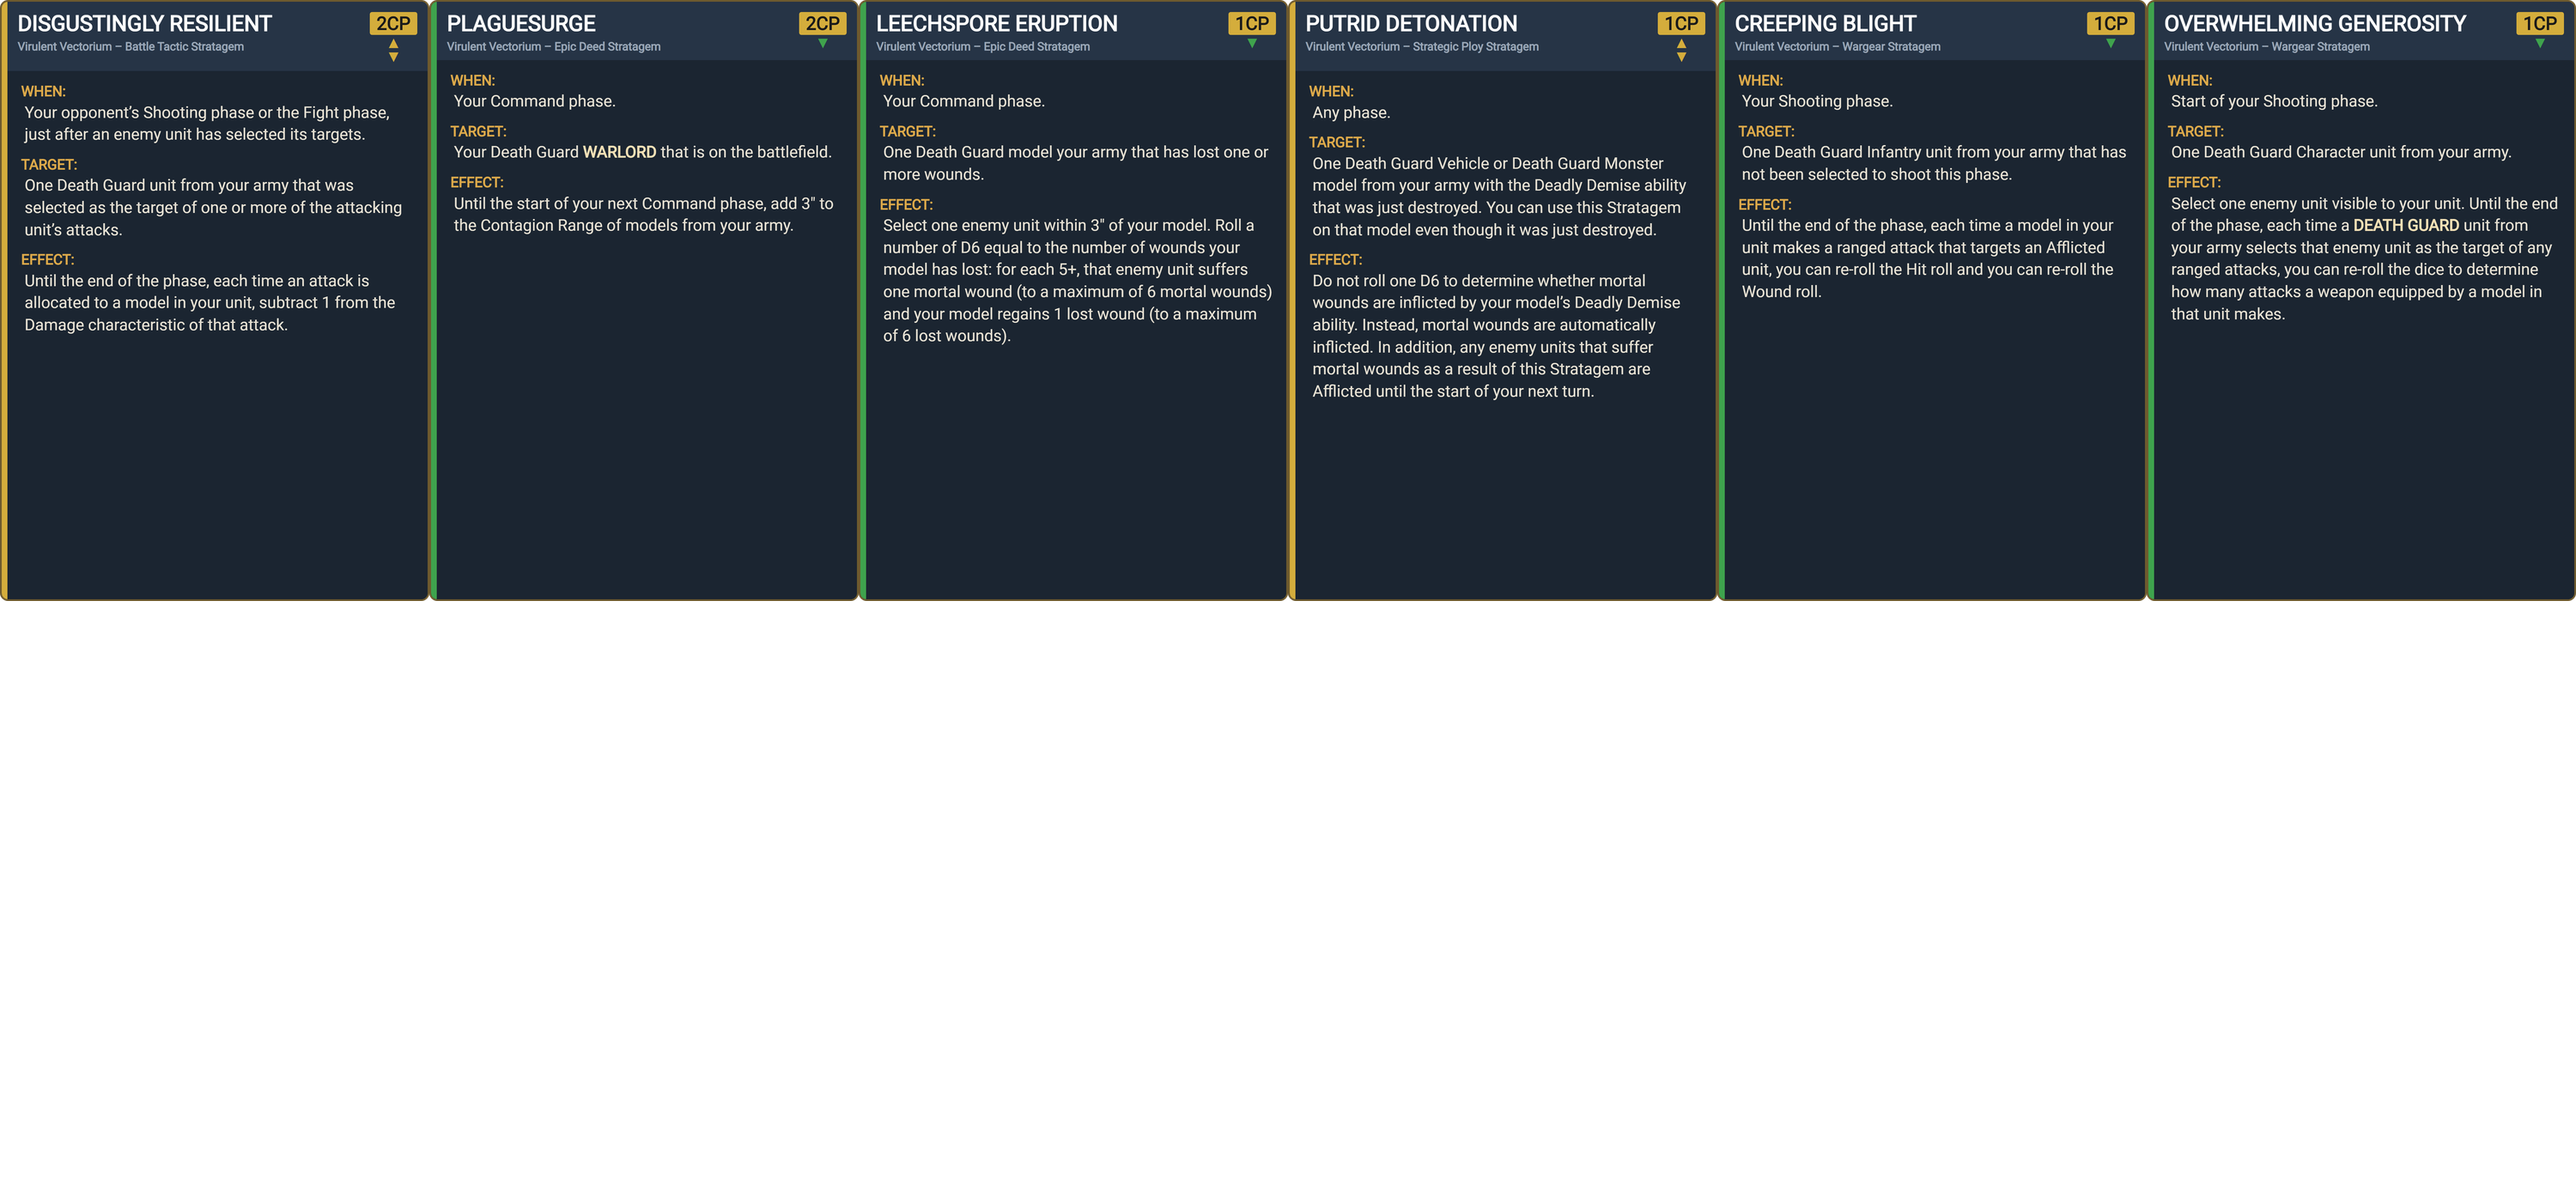 DISGUSTINGLY RESILIENT
2CP
Virulent Vectorium – Battle Tactic Stratagem
WHEN:
Your opponent’s Shooting phase or the Fight phase,
just after an enemy unit has selected its targets.
TARGET:
One Death Guard unit from your army that was
selected as the target of one or more of the attacking
unit’s attacks.
EFFECT:
Until the end of the phase, each time an attack is
allocated to a model in your unit, subtract 1 from the
Damage characteristic of that attack.
PLAGUESURGE
2CP
Virulent Vectorium – Epic Deed Stratagem
WHEN:
Your Command phase.
TARGET:
Your Death Guard WARLORD that is on the battlefield.
EFFECT:
Until the start of your next Command phase, add 3" to
the Contagion Range of models from your army.
LEECHSPORE ERUPTION
1CP
Virulent Vectorium – Epic Deed Stratagem
WHEN:
Your Command phase.
TARGET:
One Death Guard model your army that has lost one or
more wounds.
EFFECT:
Select one enemy unit within 3" of your model. Roll a
number of D6 equal to the number of wounds your
model has lost: for each 5+, that enemy unit suffers
one mortal wound (to a maximum of 6 mortal wounds)
and your model regains 1 lost wound (to a maximum
of 6 lost wounds).
PUTRID DETONATION
1CP
Virulent Vectorium – Strategic Ploy Stratagem
WHEN:
Any phase.
TARGET:
One Death Guard Vehicle or Death Guard Monster
model from your army with the Deadly Demise ability
that was just destroyed. You can use this Stratagem
on that model even though it was just destroyed.
EFFECT:
Do not roll one D6 to determine whether mortal
wounds are inflicted by your model’s Deadly Demise
ability. Instead, mortal wounds are automatically
inflicted. In addition, any enemy units that suffer
mortal wounds as a result of this Stratagem are
Afflicted until the start of your next turn.
CREEPING BLIGHT
1CP
Virulent Vectorium – Wargear Stratagem
WHEN:
Your Shooting phase.
TARGET:
One Death Guard Infantry unit from your army that has
not been selected to shoot this phase.
EFFECT:
Until the end of the phase, each time a model in your
unit makes a ranged attack that targets an Afflicted
unit, you can re-roll the Hit roll and you can re-roll the
Wound roll.
OVERWHELMING GENEROSITY
1CP
Virulent Vectorium – Wargear Stratagem
WHEN:
Start of your Shooting phase.
TARGET:
One Death Guard Character unit from your army.
EFFECT:
Select one enemy unit visible to your unit. Until the end
of the phase, each time a DEATH GUARD unit from
your army selects that enemy unit as the target of any
ranged attacks, you can re-roll the dice to determine
how many attacks a weapon equipped by a model in
that unit makes.